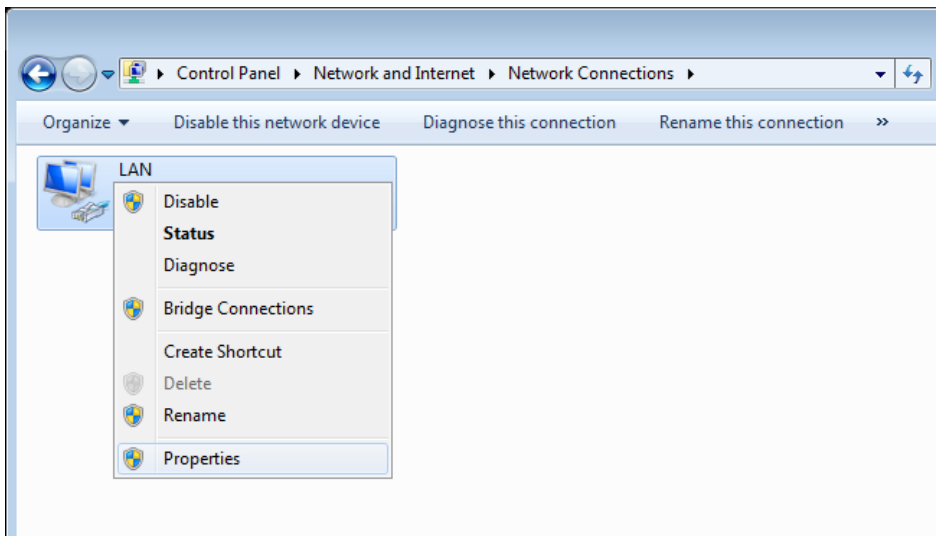 Control Panel Network and Internet Network Connections
Organize Disable this network device Diagnose this connection Rename this connection »
LAN
Disable
Status
Diagnose
Bridge Connections
Create Shortcut
Delete
Rename
Properties